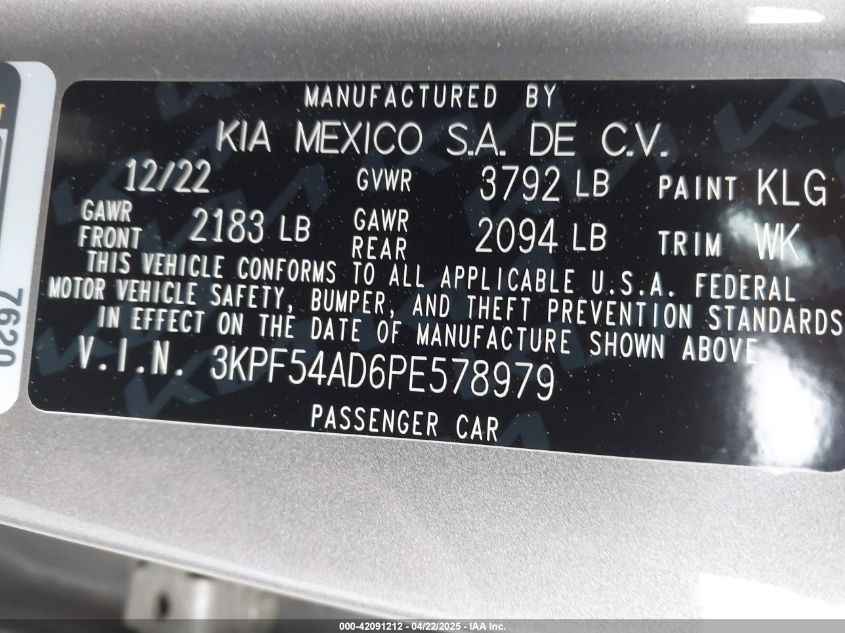 MANUFACTURED BY
KIA MEXICO S.A. DE C.V.
12/22 GVWR 3792 LB PAINT KLG
GAWR FRONT 2183 LB GAWR REAR 2094 LB TRIM WK
THIS VEHICLE CONFORMS TO ALL APPLICABLE U.S.A. FEDERAL
MOTOR VEHICLE SAFETY, BUMPER, AND THEFT PREVENTION STANDARDS
IN EFFECT ON THE DATE OF MANUFACTURE SHOWN ABOVE
V.I.N. 3KPF54AD6PE578979
PASSENGER CAR
7620
000-42091212 - 04/22/2025 - IAA Inc.